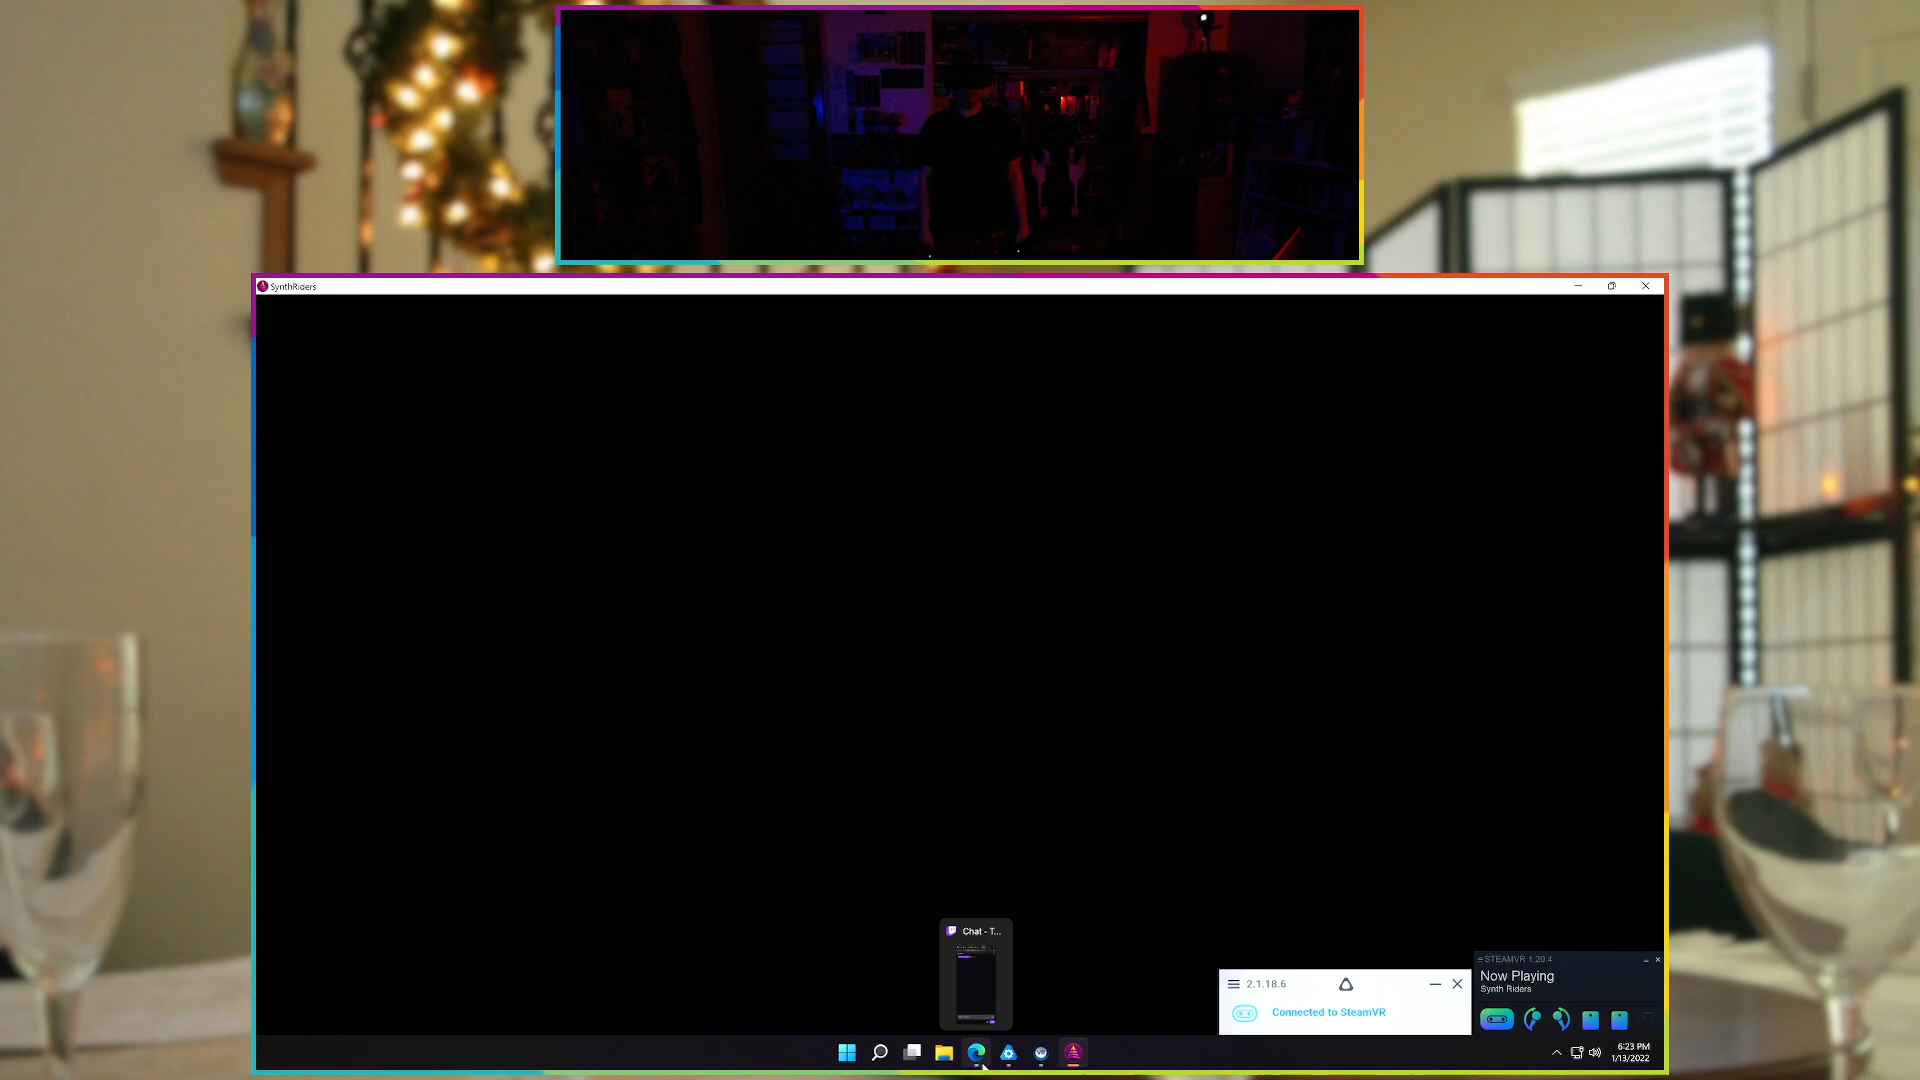 SynthRiders
Chat - T...
2.1.18.6
Connected to SteamVR
STEAMVR 1.20.4
Now Playing
Synth Riders
6:23 PM
1/13/2022